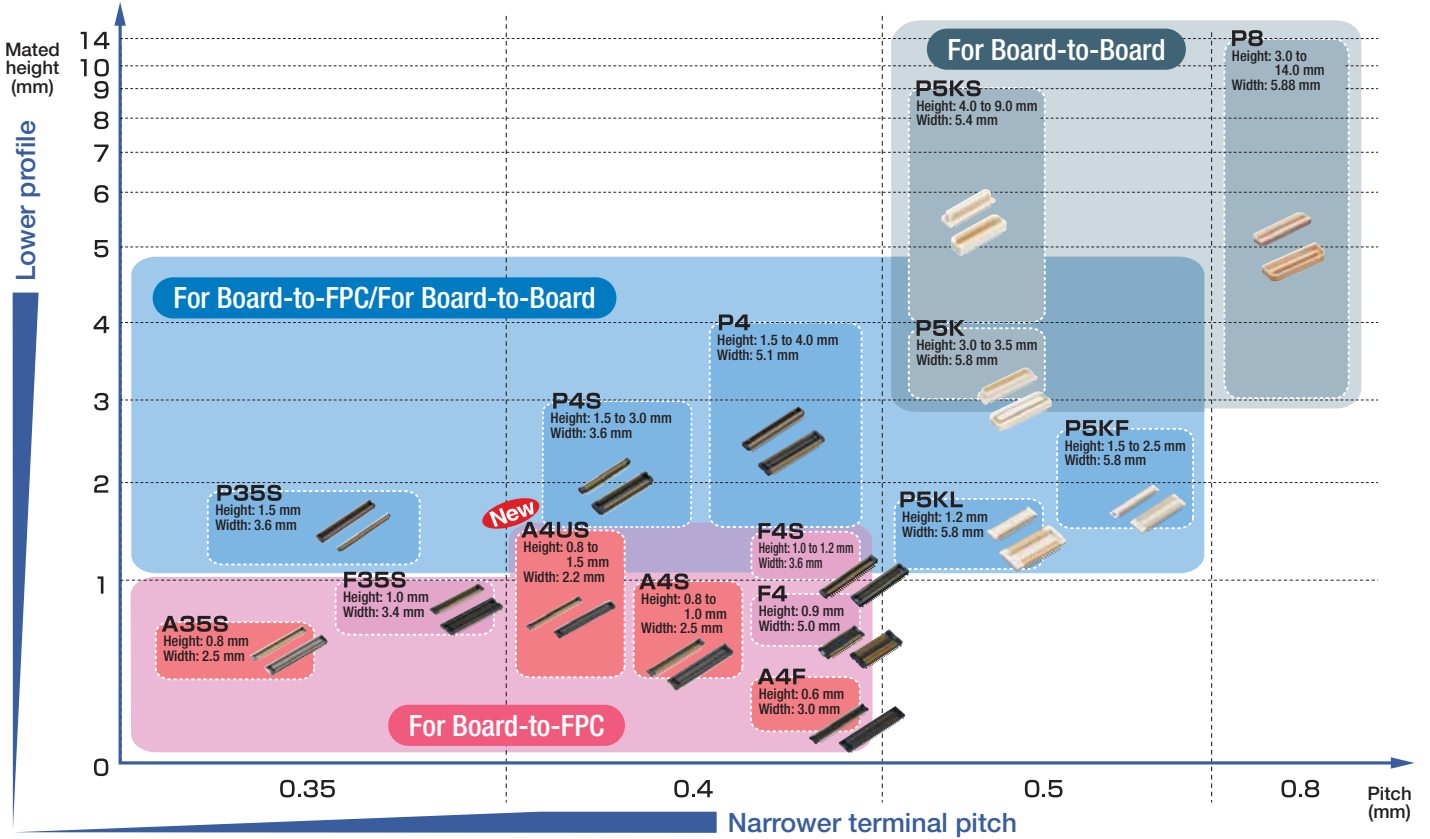 Mated
height
(mm)
14
10
9
8
7
6
5
4
3
2
1
0
Lower profile
For Board-to-Board
P8
Height: 3.0 to
14.0 mm
Width: 5.88 mm
P5KS
Height: 4.0 to 9.0 mm
Width: 5.4 mm
For Board-to-FPC/For Board-to-Board
P4
Height: 1.5 to 4.0 mm
Width: 5.1 mm
P5K
Height: 3.0 to 3.5 mm
Width: 5.8 mm
P4S
Height: 1.5 to 3.0 mm
Width: 3.6 mm
P5KF
Height: 1.5 to 2.5 mm
Width: 5.8 mm
P35S
Height: 1.5 mm
Width: 3.6 mm
New
P5KL
Height: 1.2 mm
Width: 5.8 mm
A4US
Height: 0.8 to
1.5 mm
Width: 2.2 mm
F4S
Height: 1.0 to 1.2 mm
Width: 3.6 mm
F35S
Height: 1.0 mm
Width: 3.4 mm
A4S
Height: 0.8 to
1.0 mm
Width: 2.5 mm
F4
Height: 0.9 mm
Width: 5.0 mm
A35S
Height: 0.8 mm
Width: 2.5 mm
A4F
Height: 0.6 mm
Width: 3.0 mm
For Board-to-FPC
0.35
0.4
0.5
0.8
Pitch
(mm)
Narrower terminal pitch